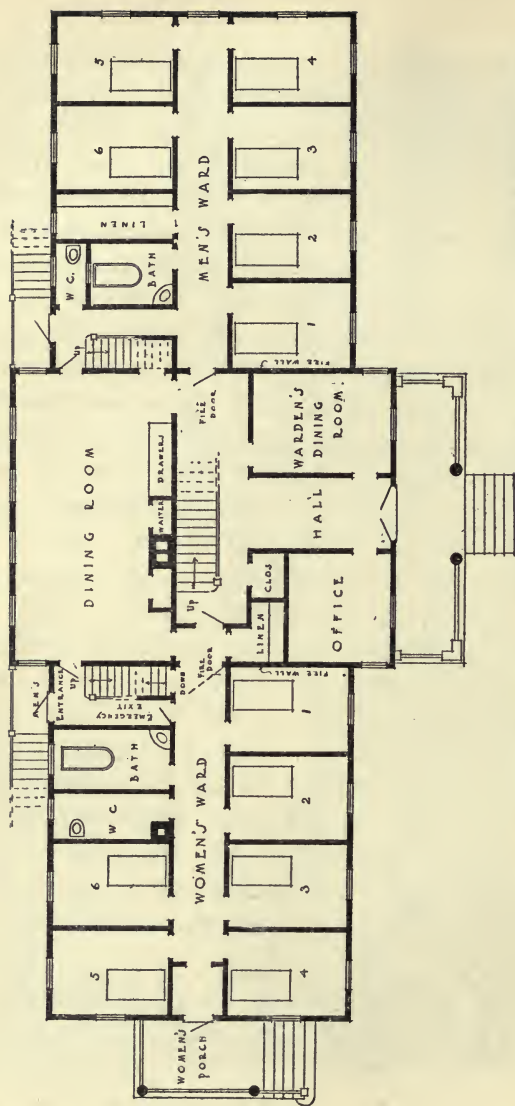 5
4
6
3
LINEN
MEN'S WARD
2
W.C.
BATH
1
UP
FIRE WALL
FIRE
DOOR
DINING ROOM
DRAWERS
WAITER
WARDEN'S
DINING
ROOM
HALL
UP
CLOS
LINEN
OFFICE
MEN'S
ENTRANCE
UP
EXIT
EMERGENCY
DOWN
FIRE DOOR
FIRE WALL
1
BATH
2
W C
WOMEN'S WARD
6
3
5
4
WOMEN'S
PORCH